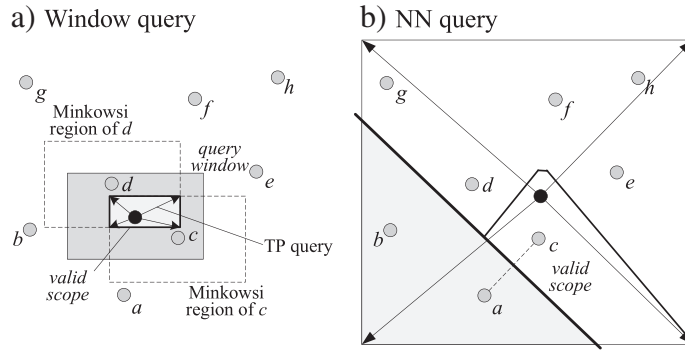 a) Window query
g
f
h
Minkowsi
region of d
query
window
d
e
b
c
TP query
valid
scope
a
Minkowsi
region of c
b) NN query
g
f
h
d
e
b
c
valid
scope
a